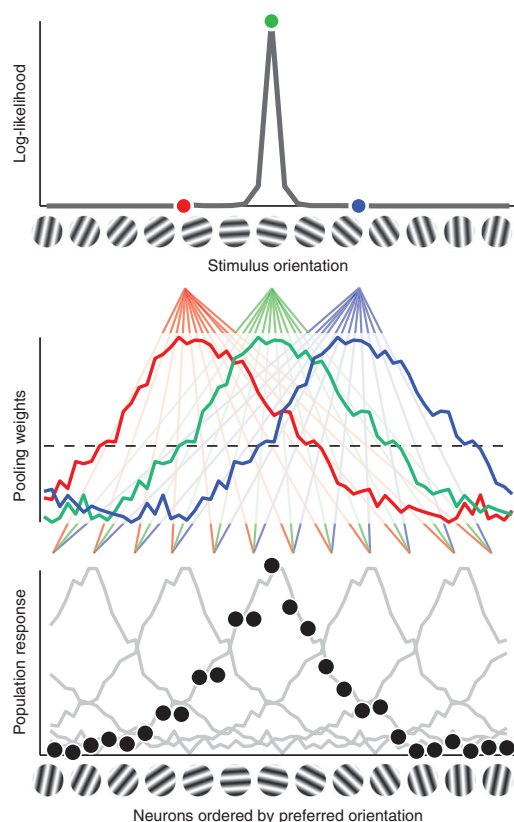 Log-likelihood
Stimulus orientation
Pooling weights
Population response
Neurons ordered by preferred orientation